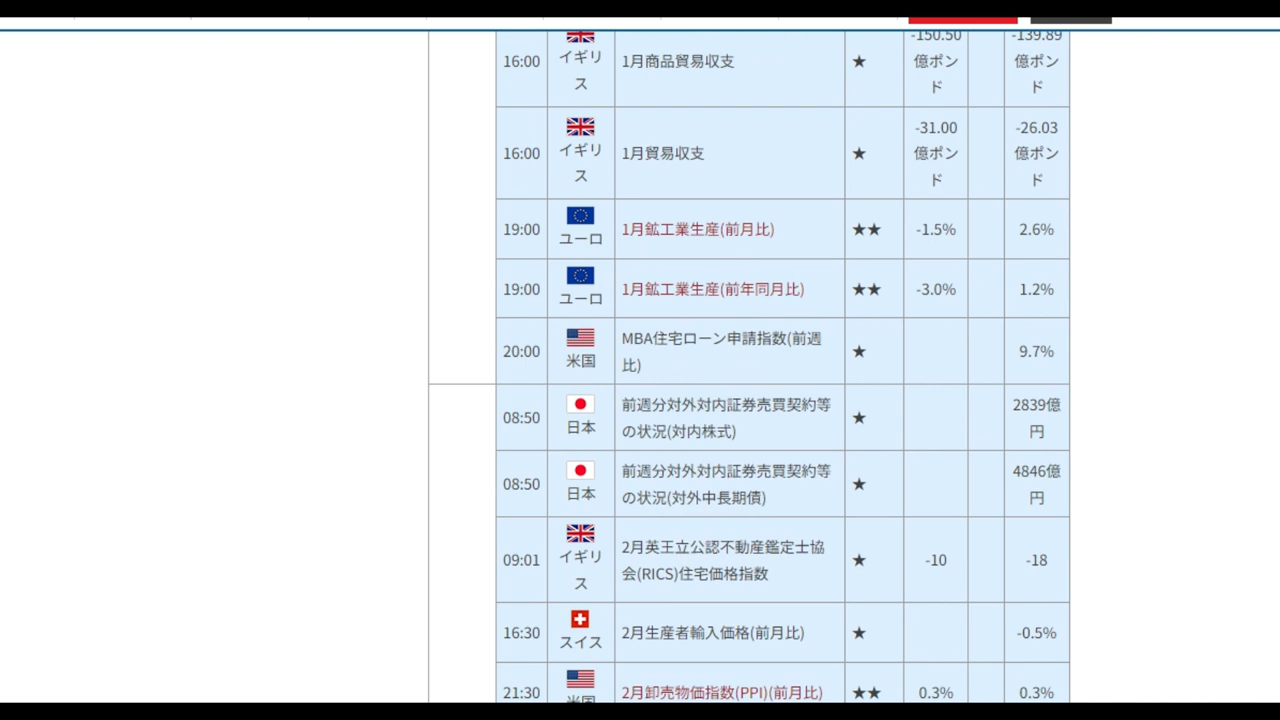 -150.50
-139.89
16:00
イギリ
1月商品貿易収支
★
億ポン
億ポン
ス
ド
ド
-31.00
-26.03
16:00
イギリ
1月貿易収支
★
億ポン
億ポン
ス
ド
ド
19:00
ユーロ
1月鉱工業生産(前月比)
★★
-1.5%
2.6%
19:00
ユーロ
1月鉱工業生産(前年同月比)
★★
-3.0%
1.2%
20:00
米国
MBA住宅ローン申請指数(前週
比)
★
9.7%
08:50
日本
前週分対外対内証券売買契約等
の状況(対内株式)
★
2839億
円
08:50
日本
前週分対外対内証券売買契約等
の状況(対外中長期債)
★
4846億
円
09:01
イギリ
ス
2月英王立公認不動産鑑定士協
会(RICS)住宅価格指数
★
-10
-18
16:30
スイス
2月生産者輸入価格(前月比)
★
-0.5%
21:30
米国
2月卸売物価指数(PPI)(前月比)
★★
0.3%
0.3%